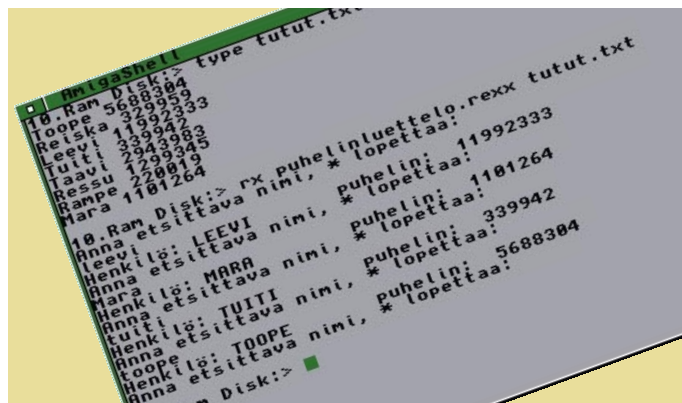 AmigaShell
10.Ram Disk:> type tutut.txt
Toope 5688304
Reiska 329959
Leevi 11992333
Tuiti 339942
Taavi 2943983
Ressu 1299345
Rampe 220019
Mara 1101264
10.Ram Disk:> rx puhelinluettelo.rexx tutut.txt
Anna etsittava nimi, * lopettaa:
leevi
Henkilö: LEEVI puhelin: 11992333
Anna etsittava nimi, * lopettaa:
Mara
Henkilö: MARA puhelin: 1101264
Anna etsittava nimi, * lopettaa:
tuiti
Henkilö: TUITI puhelin: 339942
Anna etsittava nimi, * lopettaa:
toope
Henkilö: TOOPE puhelin: 5688304
Anna etsittava nimi, * lopettaa:
Disk:>